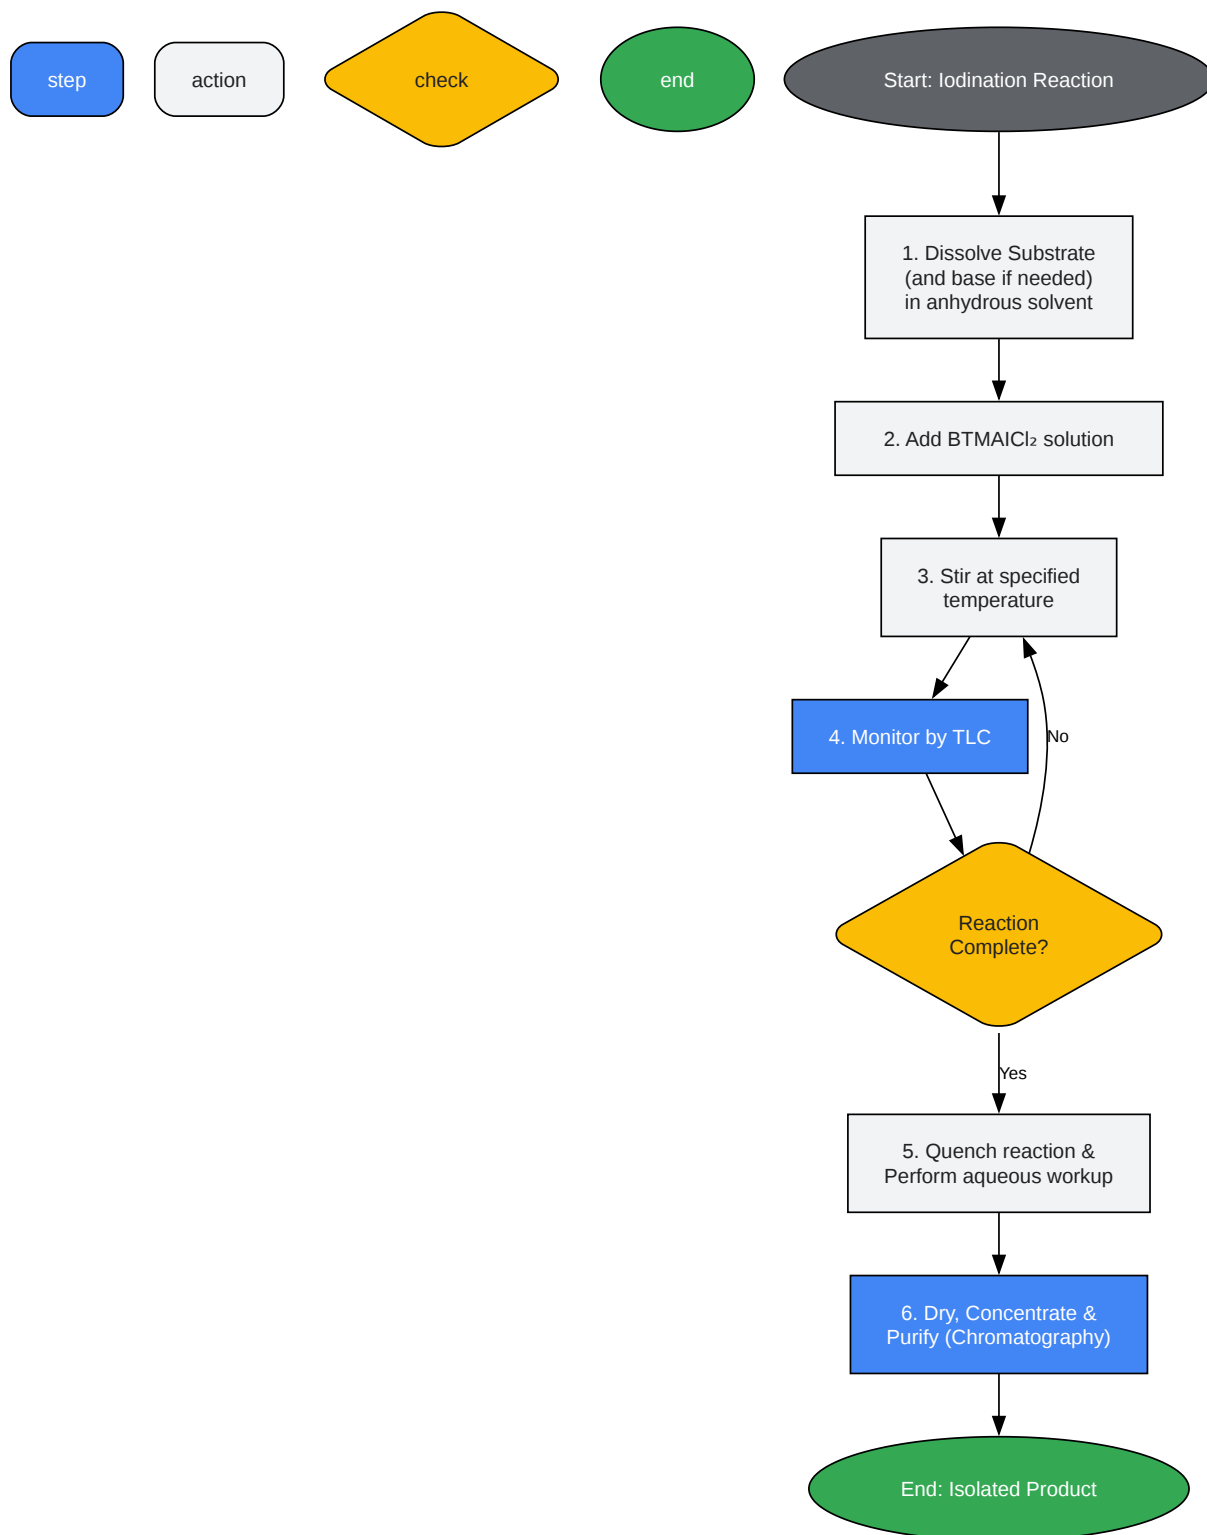 step
action
check
end
Start: Iodination Reaction
1. Dissolve Substrate
(and base if needed)
in anhydrous solvent
2. Add BTMAICl₂ solution
3. Stir at specified
temperature
4. Monitor by TLC
No
Reaction
Complete?
Yes
5. Quench reaction &
Perform aqueous workup
6. Dry, Concentrate &
Purify (Chromatography)
End: Isolated Product